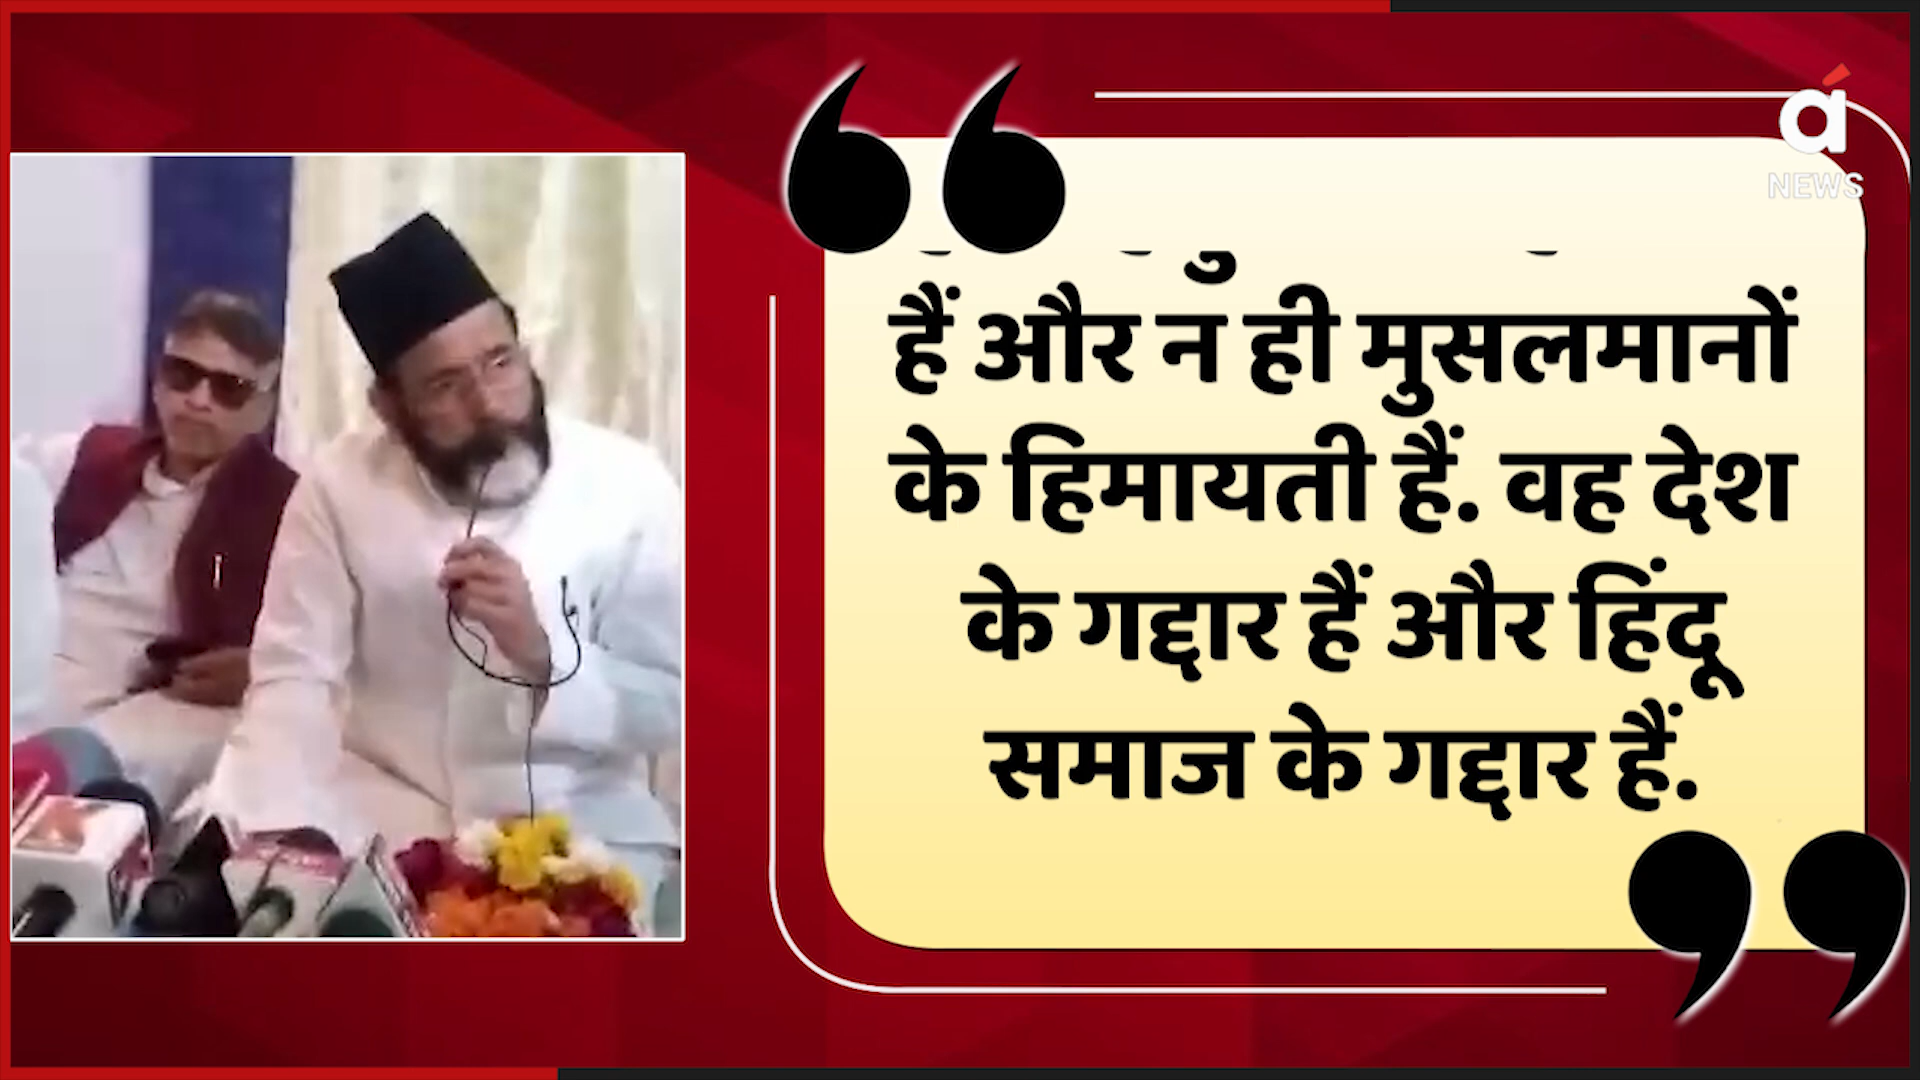 á
NEWS
हैं और न ही मुसलमानों
के हिमायती हैं. वह देश
के गद्दार हैं और हिंदू
समाज के गद्दार हैं.